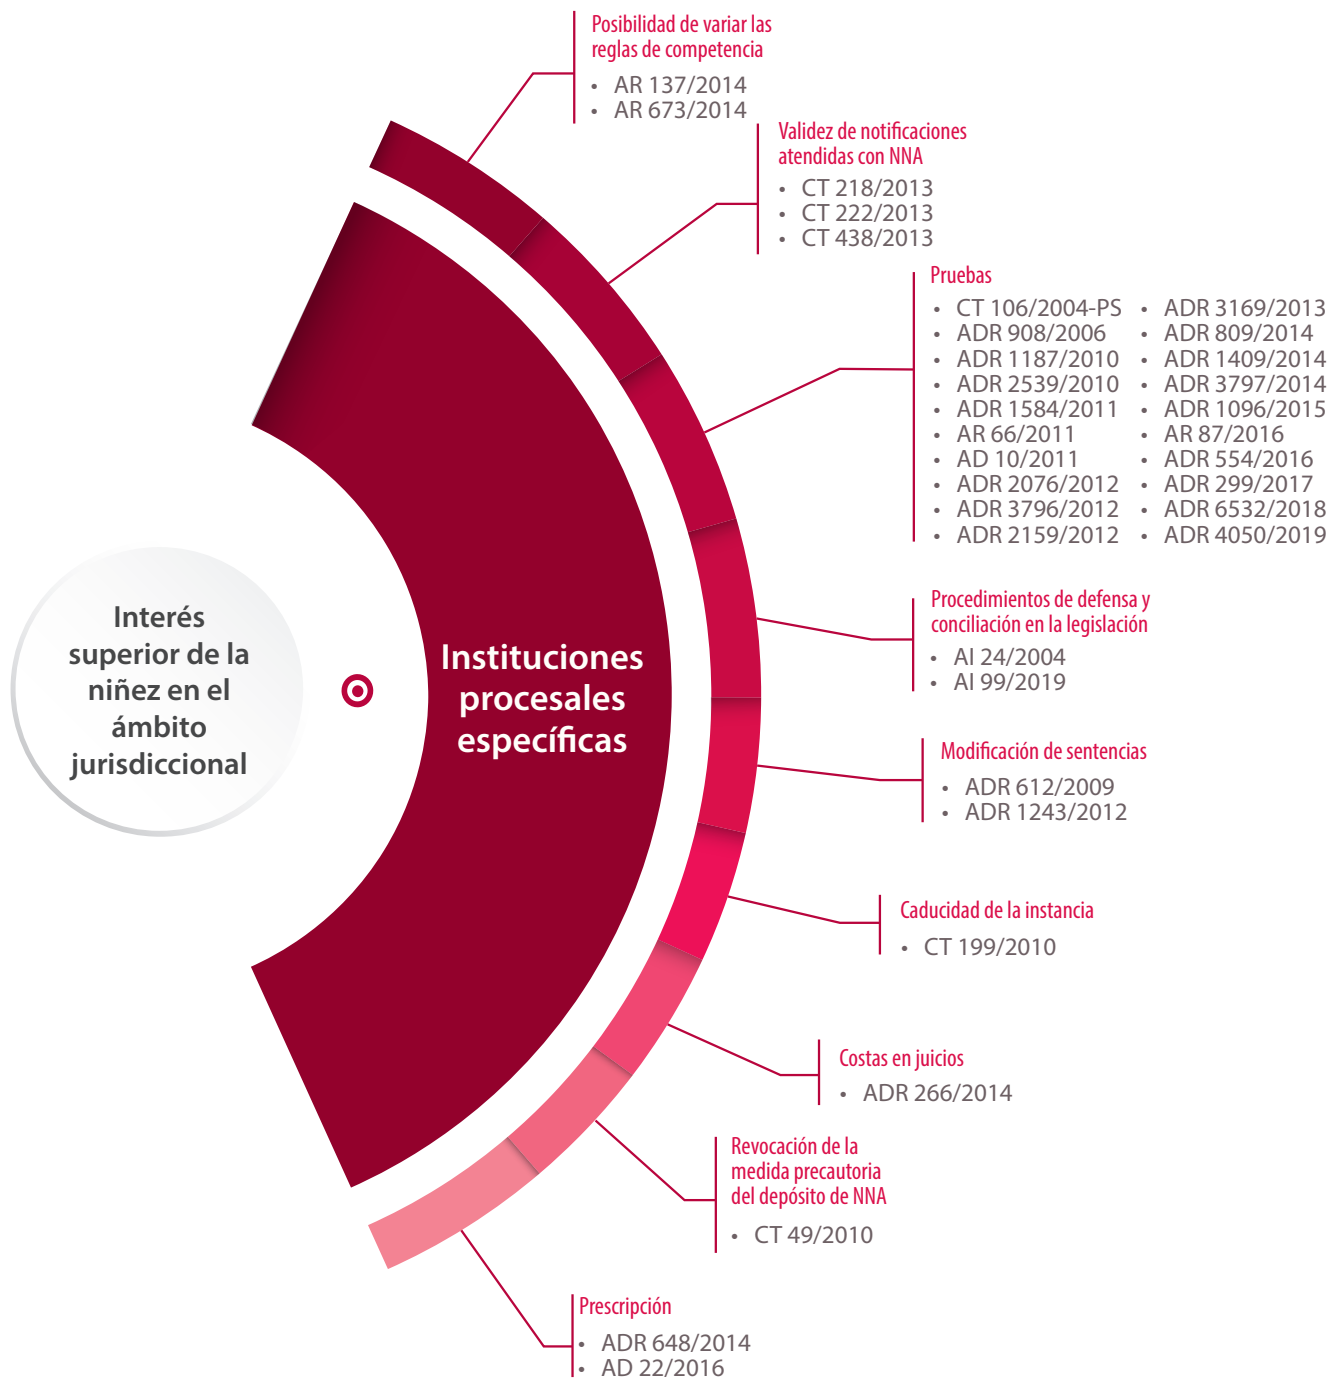 Posibilidad de variar las
reglas de competencia
• AR 137/2014
• AR 673/2014
Validez de notificaciones
atendidas con NNA
• CT 218/2013
• CT 222/2013
• CT 438/2013
Pruebas
• CT 106/2004-PS
• ADR 908/2006
• ADR 1187/2010
• ADR 2539/2010
• ADR 1584/2011
• AR 66/2011
• AD 10/2011
• ADR 2076/2012
• ADR 3796/2012
• ADR 2159/2012
• ADR 3169/2013
• ADR 809/2014
• ADR 1409/2014
• ADR 3797/2014
• ADR 1096/2015
• AR 87/2016
• ADR 554/2016
• ADR 299/2017
• ADR 6532/2018
• ADR 4050/2019
Interés
superior de la
niñez en el
ámbito
jurisdiccional
Instituciones
procesales
específicas
Procedimientos de defensa y
conciliación en la legislación
• AI 24/2004
• AI 99/2019
Modificación de sentencias
• ADR 612/2009
• ADR 1243/2012
Caducidad de la instancia
• CT 199/2010
Costas en juicios
• ADR 266/2014
Revocación de la
medida precautoria
del depósito de NNA
• CT 49/2010
Prescripción
• ADR 648/2014
• AD 22/2016